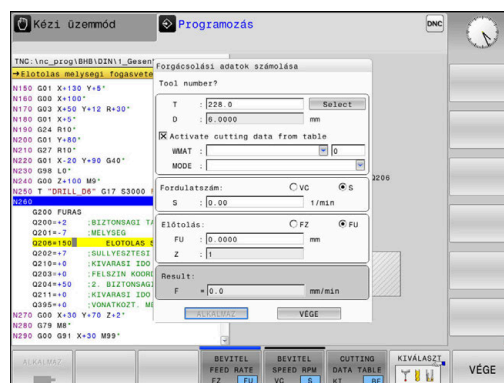 Kézi üzemmód
Programozás
DNC
TNC:\nc_prog\BHB\DIN\1_Gesen
→Elotolas melysegi fogasvete
N150 G01 X+130 Y+5*
N160 G00 X+100*
N170 G03 X+50 Y+12 R+30*
N180 G01 X+5*
N190 G24 R10*
N200 G01 Y+80*
N210 G27 R10*
N220 G01 X-20 Y+90 G40*
N230 G98 L0*
N240 G00 Z+100 M9*
N250 T "DRILL_D6" G17 S3000
N260
G200 FURAS
Q200=+2 ;BIZTONSAGI TA
Q201=-7 ;MELYSEG
Q206=150 ELOTOLAS S
Q202=+7 ;SULLYESZTESI
Q210=+0 ;KIVARASI IDO
Q203=+0 ;FELSZIN KOORD
Q204=+50 ;2. BIZTONSAG
Q211=+0 ;KIVARASI IDO
Q395=+0 ;VONATKOZT. ME
N270 G00 X+30 Y+70 Z+2*
N280 G79 M8*
N290 G00 G91 X+30 M99*
Forgácsolási adatok számolása
Tool number?
T : 228.0 Select
D : 6.0000 mm
Activate cutting data from table
WMAT : 0
MODE :
Fordulatszám: VC S
S : 0.00 1/min
Előtolás: FZ FU
FU : 0.0000 mm
Z : 1
Result:
F = 0.0 mm/min
ALKALMAZ VÉGE
Q206
ALKALMAZ
BEVITEL FEED RATE FZ FU
BEVITEL SPEED RPM VC S
CUTTING DATA TABLE KI BE
KIVÁLASZT
VÉGE